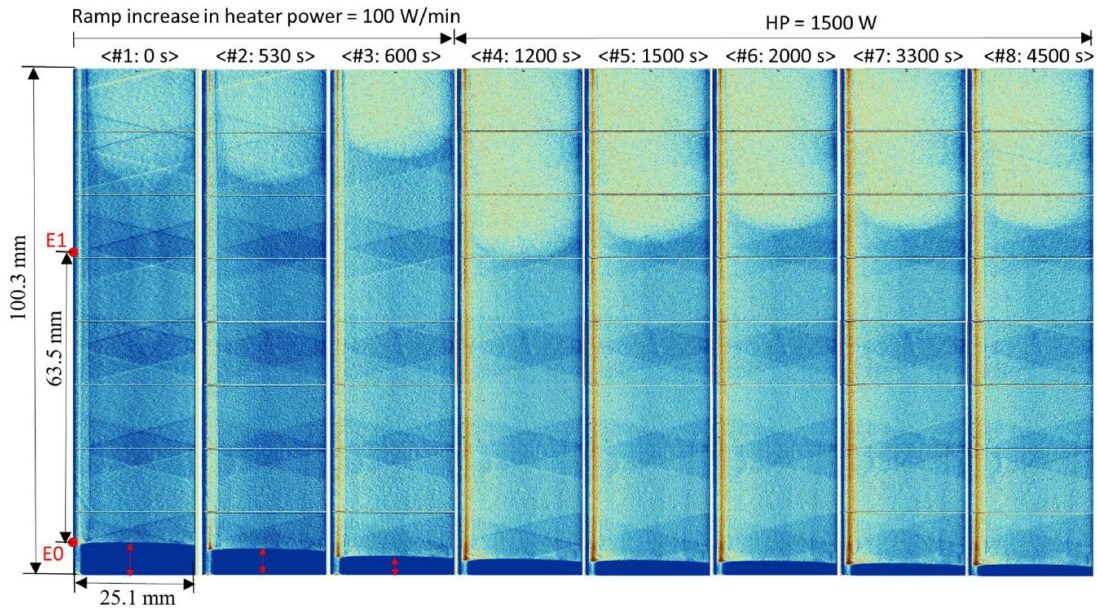 Ramp increase in heater power = 100 W/min
HP = 1500 W
<#1: 0 s>
<#2: 530 s>
<#3: 600 s>
<#4: 1200 s>
<#5: 1500 s>
<#6: 2000 s>
<#7: 3300 s>
<#8: 4500 s>
E1
100.3 mm
63.5 mm
E0
25.1 mm